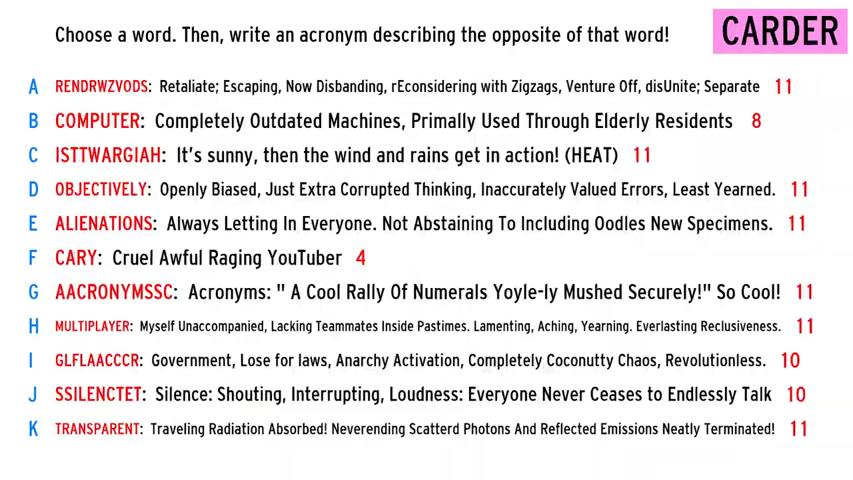 Choose a word. Then, write an acronym describing the opposite of that word!
CARDER
A RENDRWZVODS: Retaliate; Escaping, Now Disbanding, rEconsidering with Zigzags, Venture Off, disUnite; Separate 11
B COMPUTER: Completely Outdated Machines, Primally Used Through Elderly Residents 8
C ISTTWARGIAH: It's sunny, then the wind and rains get in action! (HEAT) 11
D OBJECTIVELY: Openly Biased, Just Extra Corrupted Thinking, Inaccurately Valued Errors, Least Yearned. 11
E ALIENATIONS: Always Letting In Everyone. Not Abstaining To Including Oodles New Specimens. 11
F CARY: Cruel Awful Raging YouTuber 4
G AACRONYMSSC: Acronyms: " A Cool Rally Of Numerals Yoyle-ly Mushed Securely!" So Cool! 11
H MULTIPLAYER: Myself Unaccompanied, Lacking Teammates Inside Pastimes. Lamenting, Aching, Yearning. Everlasting Reclusiveness. 11
I GLFLAACCCR: Government, Lose for laws, Anarchy Activation, Completely Coconutty Chaos, Revolutionless. 10
J SSILENCTET: Silence: Shouting, Interrupting, Loudness: Everyone Never Ceases to Endlessly Talk 10
K TRANSPARENT: Traveling Radiation Absorbed! Neverending Scatterd Photons And Reflected Emissions Neatly Terminated! 11